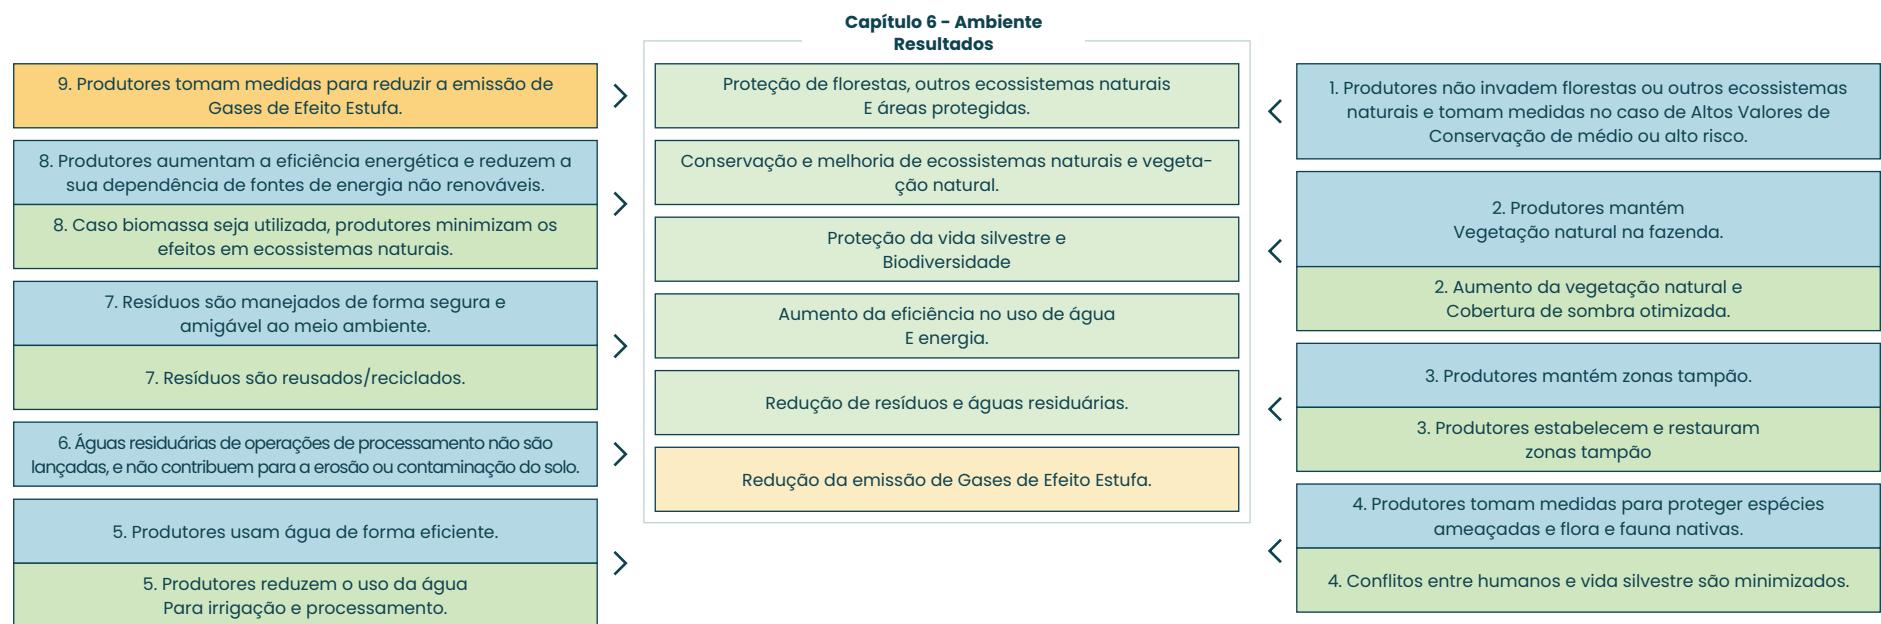 Capítulo 6 - Ambiente
Resultados
9. Produtores tomam medidas para reduzir a emissão de
Gases de Efeito Estufa.
8. Produtores aumentam a eficiência energética e reduzem a
sua dependência de fontes de energia não renováveis.
8. Caso biomassa seja utilizada, produtores minimizam os
efeitos em ecossistemas naturais.
7. Resíduos são manejados de forma segura e
amigável ao meio ambiente.
7. Resíduos são reusados/reciclados.
6. Águas residuárias de operações de processamento não são
lançadas, e não contribuem para a erosão ou contaminação do solo.
5. Produtores usam água de forma eficiente.
5. Produtores reduzem o uso da água
Para irrigação e processamento.
Proteção de florestas, outros ecossistemas naturais
E áreas protegidas.
Conservação e melhoria de ecossistemas naturais e vegeta-
ção natural.
Proteção da vida silvestre e
Biodiversidade
Aumento da eficiência no uso de água
E energia.
Redução de resíduos e águas residuárias.
Redução da emissão de Gases de Efeito Estufa.
1. Produtores não invadem florestas ou outros ecossistemas
naturais e tomam medidas no caso de Altos Valores de
Conservação de médio ou alto risco.
2. Produtores mantém
Vegetação natural na fazenda.
2. Aumento da vegetação natural e
Cobertura de sombra otimizada.
3. Produtores mantém zonas tampão.
3. Produtores estabelecem e restauram
zonas tampão
4. Produtores tomam medidas para proteger espécies
ameaçadas e flora e fauna nativas.
4. Conflitos entre humanos e vida silvestre são minimizados.